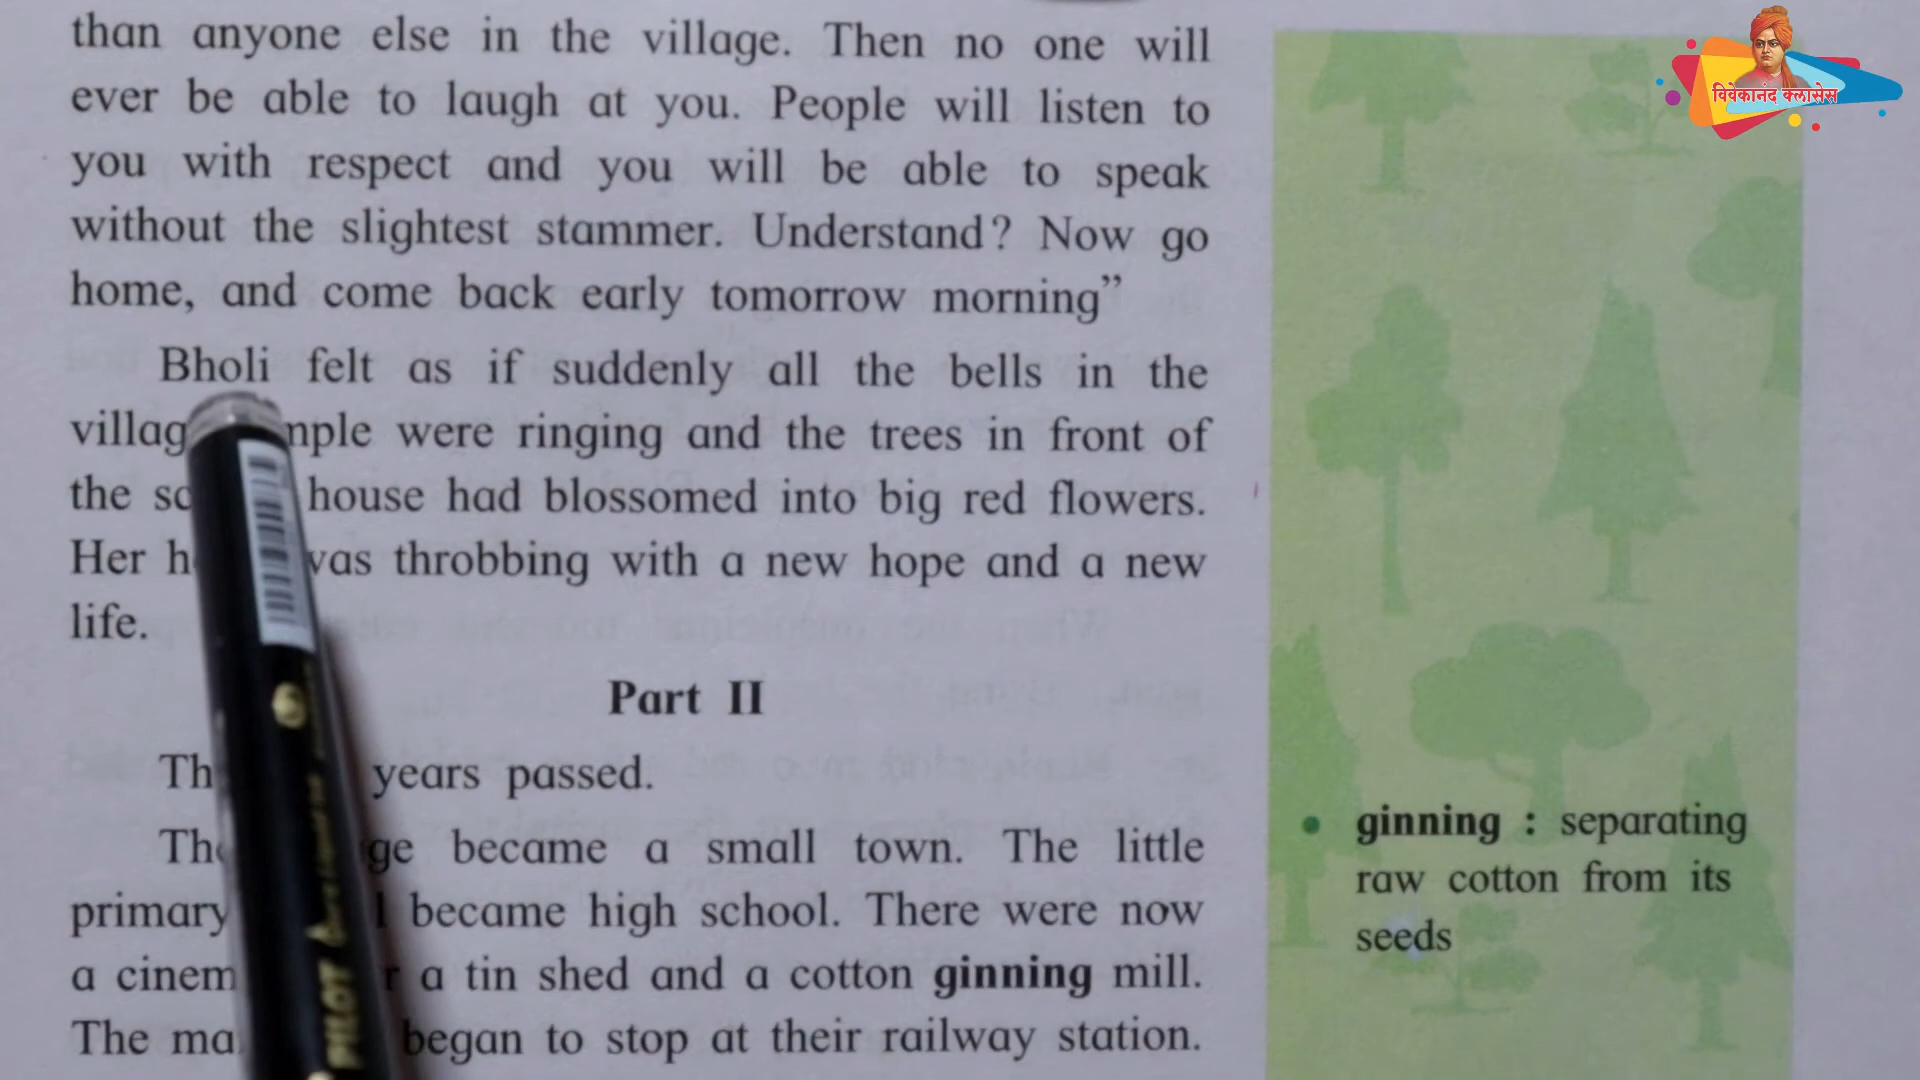 than anyone else in the village. Then no one will
ever be able to laugh at you. People will listen to
you with respect and you will be able to speak
without the slightest stammer. Understand? Now go
home, and come back early tomorrow morning”
Bholi felt as if suddenly all the bells in the
villag mple were ringing and the trees in front of
the sc house had blossomed into big red flowers.
Her h was throbbing with a new hope and a new
life.
Part II
Th years passed.
The ge became a small town. The little
primary l became high school. There were now
a cinem r a tin shed and a cotton ginning mill.
The ma began to stop at their railway station.
• ginning : separating
raw cotton from its
seeds
विवेकानंद क्लासेस
PILOT